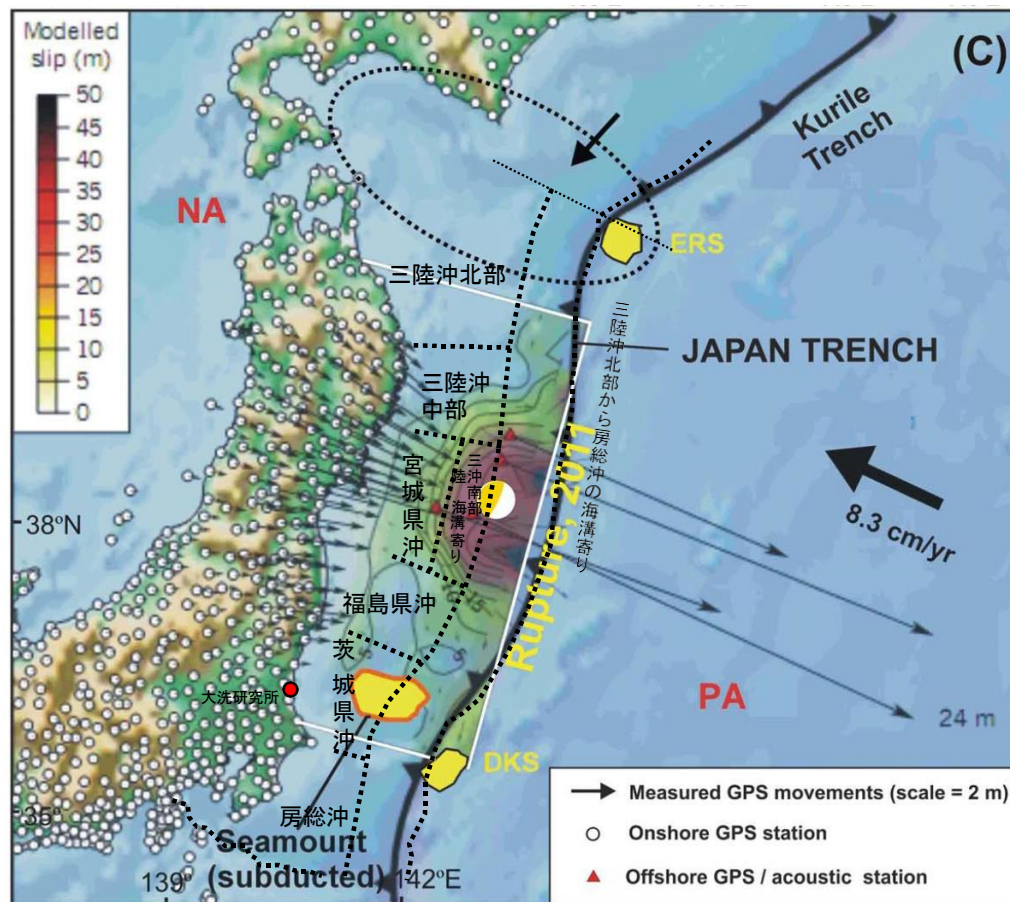 Modelled
slip (m)
50
45
40
35
30
25
20
15
10
5
0
(C)
Kurile
Trench
NA
ERS
三陸沖北部
JAPAN TRENCH
三陸沖北部から房総沖の海溝寄り
三陸沖
中部
Rupture, 2011
宮城県沖
三陸沖南部
海溝寄り
38°N
8.3 cm/yr
福島県沖
茨城県沖
大洗研究所
PA
24 m
DKS
房総沖
35°
Seamount
(subducted)
139°
142°E
Measured GPS movements (scale = 2 m)
Onshore GPS station
Offshore GPS / acoustic station